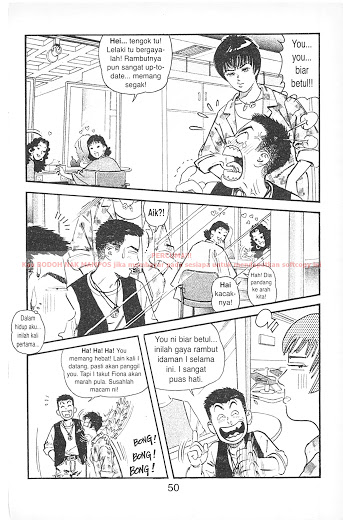 Hei... tengok tu!
Lelaki tu bergaya-
lah! Rambutnya
pun sangat up-to-
date... memang
segak!
You...
you...
biar
betul!!
Aik?!
Hai
kacak-
nya!
Hah! Dia
pandang
ke arah
kita!
Dalam
hidup aku...
inilah kali
pertama...
Ha! Ha! Ha! You
memang hebat! Lain kali I
datang, pasti akan panggil
you. Tapi I takut Fiona akan
marah pula. Susahlah
macam ni!
You ni biar betul...
inilah gaya rambut
idaman I selama
ini. I sangat
puas hati.
BONG!
BONG!
BONG!
50